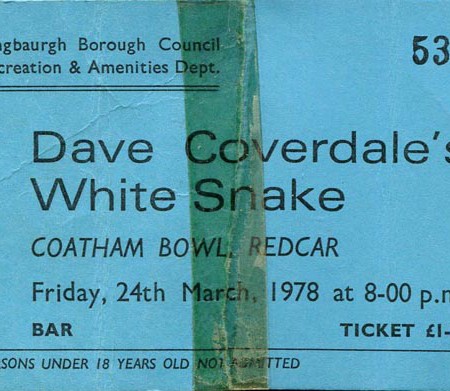 ngbaurgh Borough Council 53
creation & Amenities Dept.
Dave Coverdale's
White Snake
COATHAM BOWL, REDCAR
Friday, 24th March, 1978 at 8-00 p.m
BAR TICKET £1-
RSONS UNDER 18 YEARS OLD NOT ADMITTED